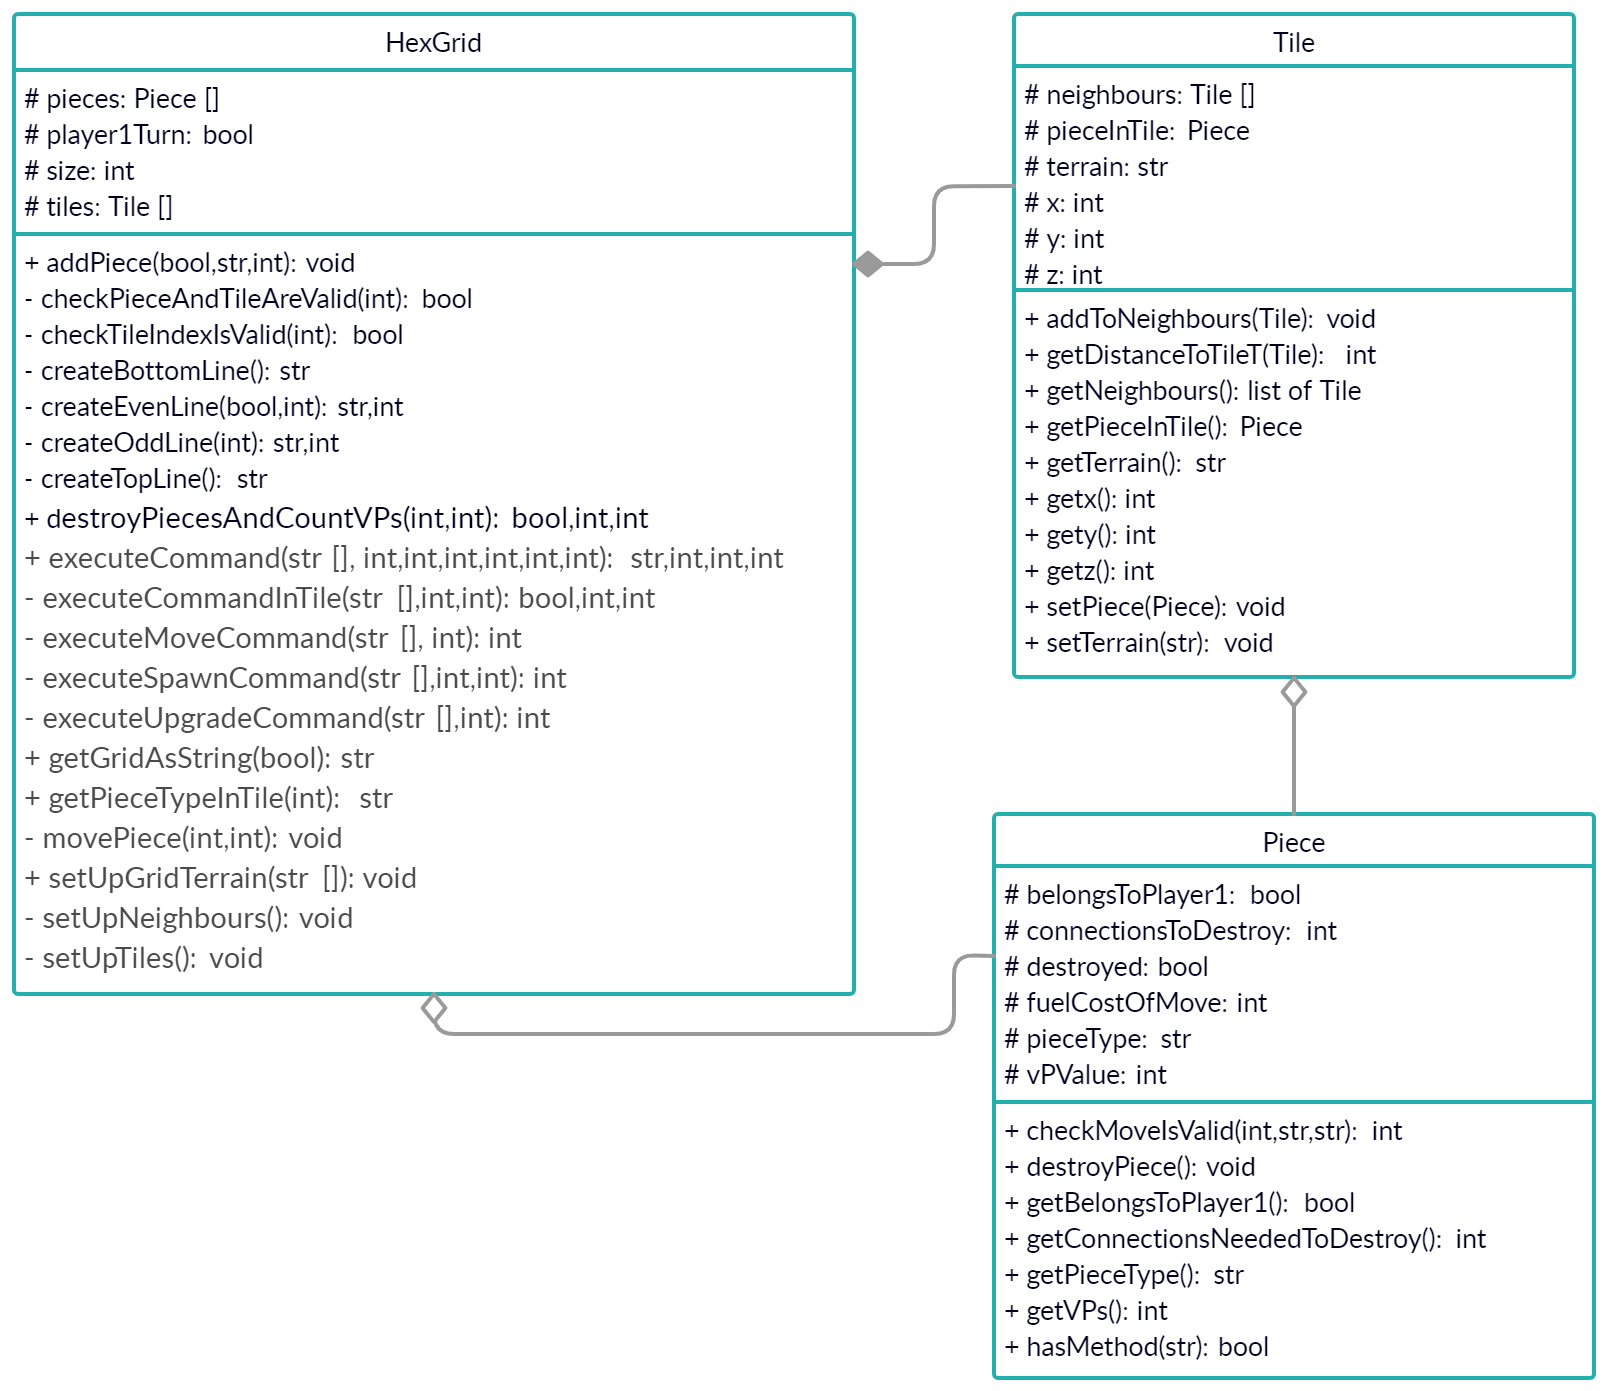 HexGrid
# pieces: Piece []
# player1Turn: bool
# size: int
# tiles: Tile []
+ addPiece(bool,str,int): void
- checkPieceAndTileAreValid(int): bool
- checkTileIndexIsValid(int): bool
- createBottomLine(): str
- createEvenLine(bool,int): str,int
- createOddLine(int): str,int
- createTopLine(): str
+ destroyPiecesAndCountVPs(int,int): bool,int,int
+ executeCommand(str [], int,int,int,int,int,int): str,int,int,int
- executeCommandInTile(str [],int,int): bool,int,int
- executeMoveCommand(str [], int): int
- executeSpawnCommand(str [],int,int): int
- executeUpgradeCommand(str [],int): int
+ getGridAsString(bool): str
+ getPieceTypeInTile(int): str
- movePiece(int,int): void
+ setUpGridTerrain(str []): void
- setUpNeighbours(): void
- setUpTiles(): void
Tile
# neighbours: Tile []
# pieceInTile: Piece
# terrain: str
# x: int
# y: int
# z: int
+ addToNeighbours(Tile): void
+ getDistanceToTileT(Tile): int
+ getNeighbours(): list of Tile
+ getPieceInTile(): Piece
+ getTerrain(): str
+ getx(): int
+ gety(): int
+ getz(): int
+ setPiece(Piece): void
+ setTerrain(str): void
Piece
# belongsToPlayer1: bool
# connectionsToDestroy: int
# destroyed: bool
# fuelCostOfMove: int
# pieceType: str
# vPValue: int
+ checkMoveIsValid(int,str,str): int
+ destroyPiece(): void
+ getBelongsToPlayer1(): bool
+ getConnectionsNeededToDestroy(): int
+ getPieceType(): str
+ getVPs(): int
+ hasMethod(str): bool